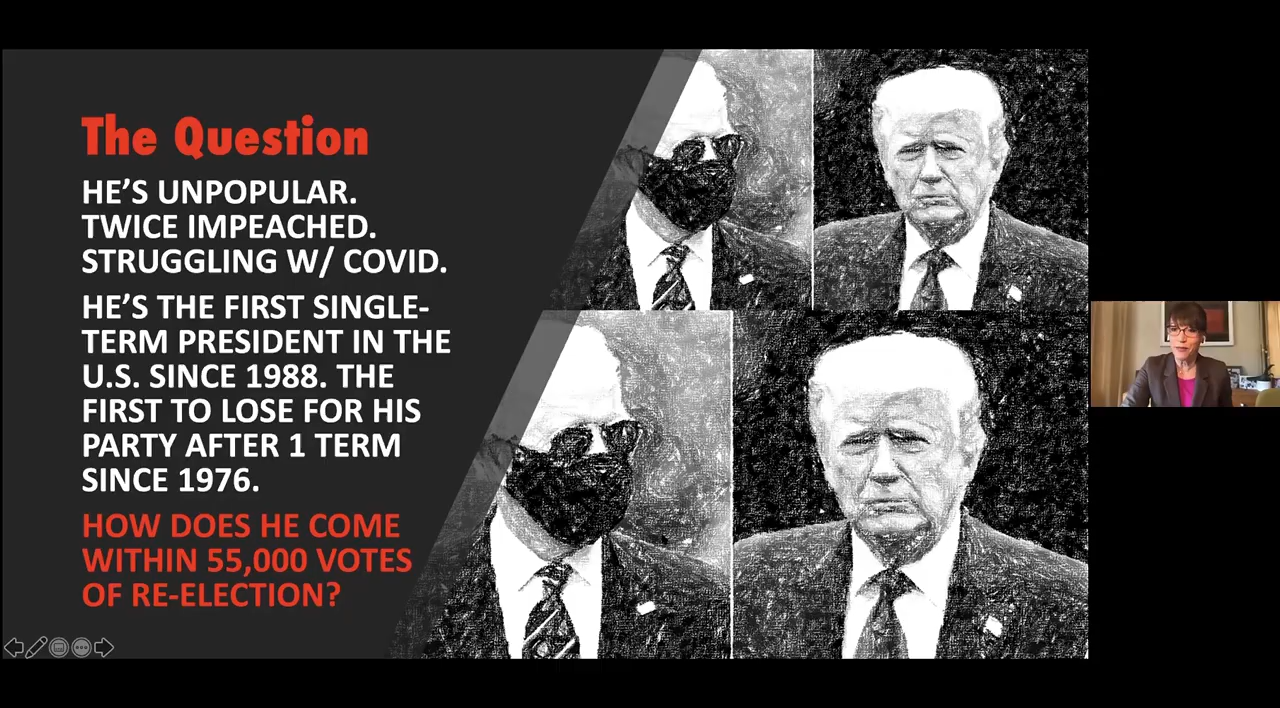 The Question
HE’S UNPOPULAR.
TWICE IMPEACHED.
STRUGGLING W/ COVID.
HE’S THE FIRST SINGLE-
TERM PRESIDENT IN THE
U.S. SINCE 1988. THE
FIRST TO LOSE FOR HIS
PARTY AFTER 1 TERM
SINCE 1976.
HOW DOES HE COME
WITHIN 55,000 VOTES
OF RE-ELECTION?